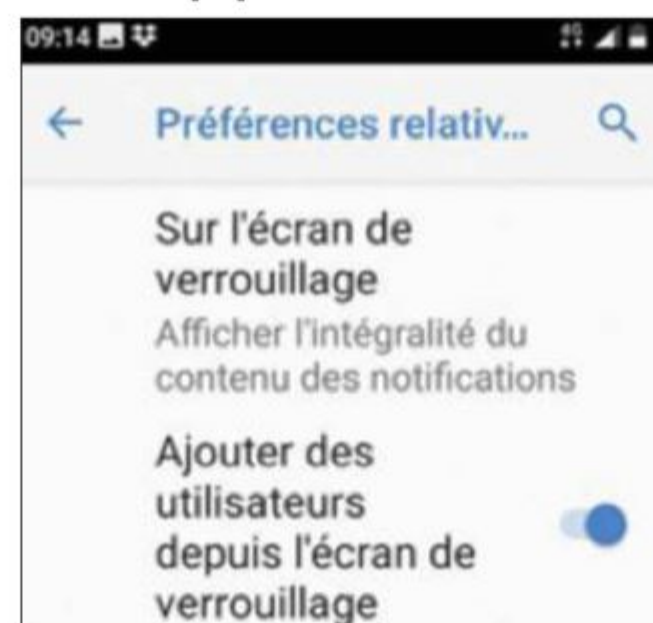 09:14
Préférences relativ...
Sur l'écran de
verrouillage
Afficher l'intégralité du
contenu des notifications
Ajouter des
utilisateurs
depuis l'écran de
verrouillage